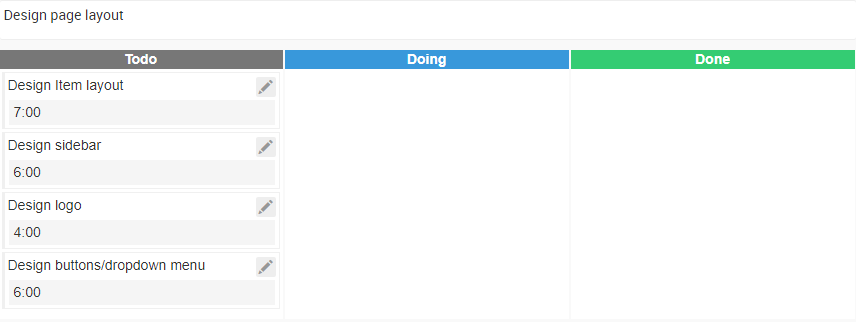 Design page layout
Todo Doing Done
Design Item layout
7:00
Design sidebar
6:00
Design logo
4:00
Design buttons/dropdown menu
6:00